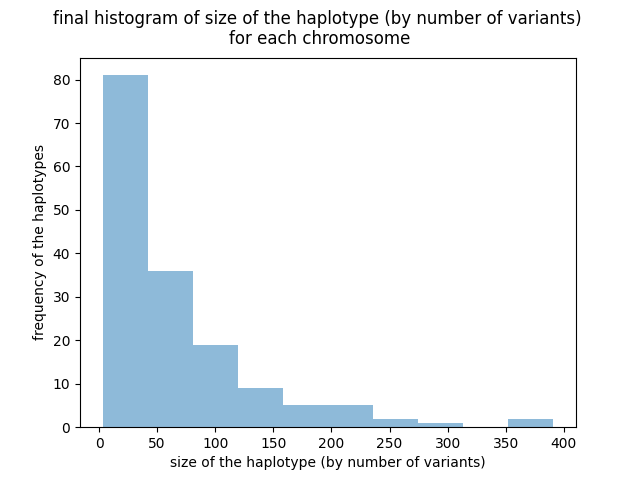 final histogram of size of the haplotype (by number of variants)
for each chromosome
80
70
60
50
40
30
20
10
0
frequency of the haplotypes
0 50 100 150 200 250 300 350 400
size of the haplotype (by number of variants)